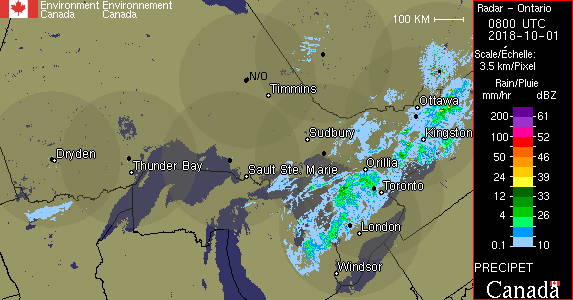 Environment Environnement
Canada Canada
100 KM
N/O
Timmins
Ottawa
Sudbury
Kingston
Dryden
Thunder Bay
Sault Ste. Marie
Orillia
Toronto
London
Windsor
Radar - Ontario
0800 UTC
2018-10-01
Scale/Échelle:
3.5 km/Pixel
Rain/Pluie
mm/hr dBZ
200 61
100 52
50 46
24 39
12 33
4 26
0.1 10
PRECIPET
Canada